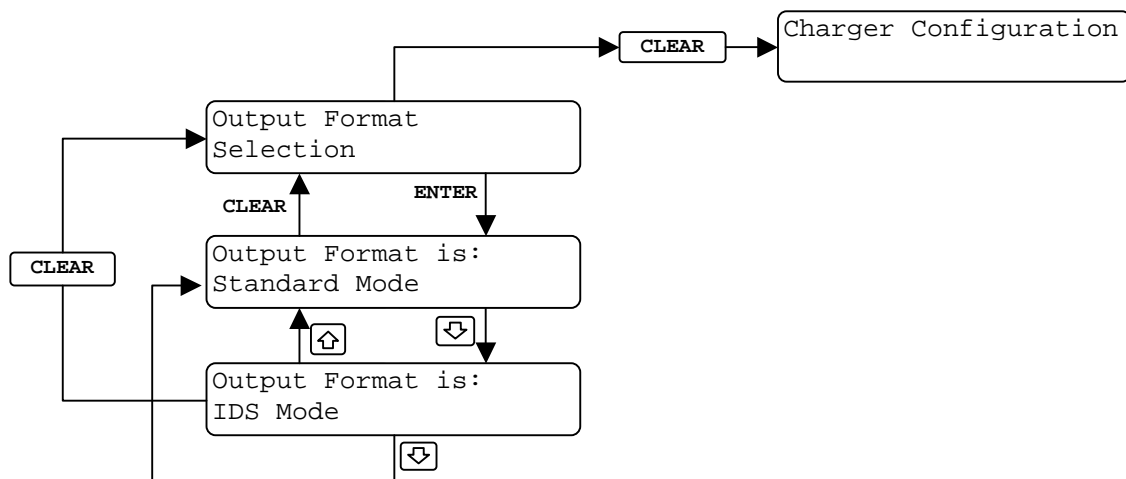 Charger Configuration
CLEAR
Output Format
Selection
CLEAR
ENTER
Output Format is:
Standard Mode
CLEAR
Output Format is:
IDS Mode